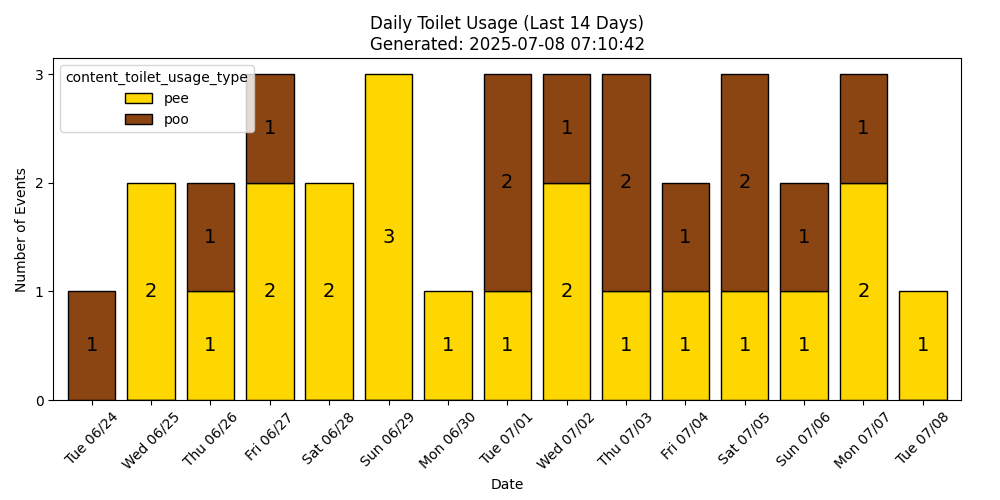 Daily Toilet Usage (Last 14 Days)
Generated: 2025-07-08 07:10:42
content_toilet_usage_type
pee
poo
Number of Events
3
2
1
0
1
2
1
1
2
1
2
3
1
1
2
2
1
1
2
1
1
1
2
1
1
2
1
1
Tue 06/24
Wed 06/25
Thu 06/26
Fri 06/27
Sat 06/28
Sun 06/29
Mon 06/30
Tue 07/01
Wed 07/02
Thu 07/03
Fri 07/04
Sat 07/05
Sun 07/06
Mon 07/07
Tue 07/08
Date